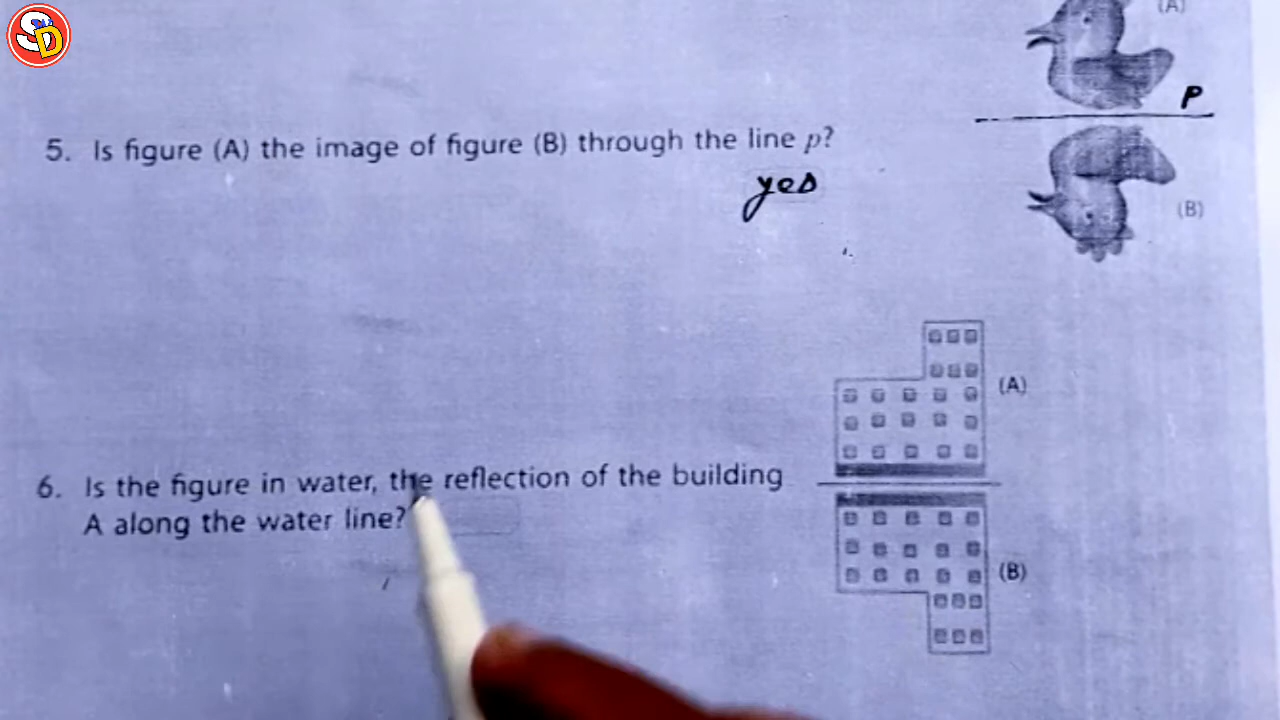 SD
(A)
P
5. Is figure (A) the image of figure (B) through the line p?
yes
(B)
(A)
6. Is the figure in water, the reflection of the building
A along the water line?
(B)